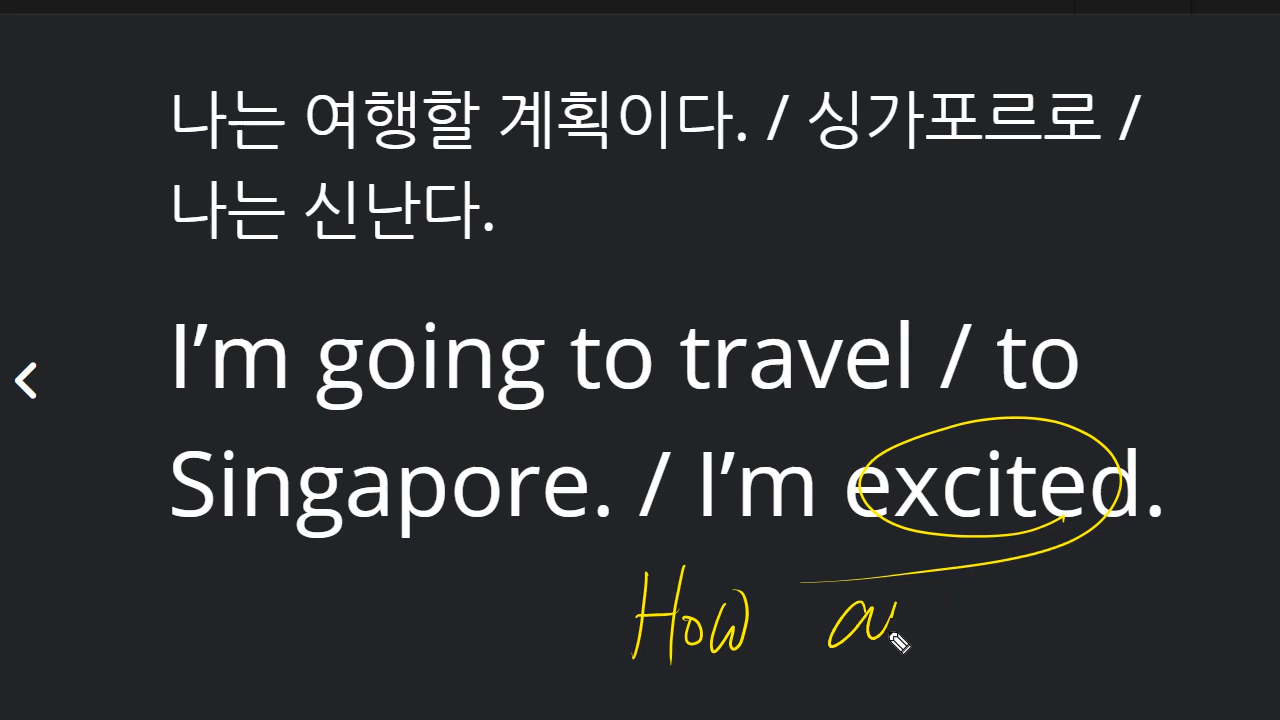 나는 여행할 계획이다. / 싱가포르로 /
나는 신난다.
I’m going to travel / to
Singapore. / I’m excited.
How a